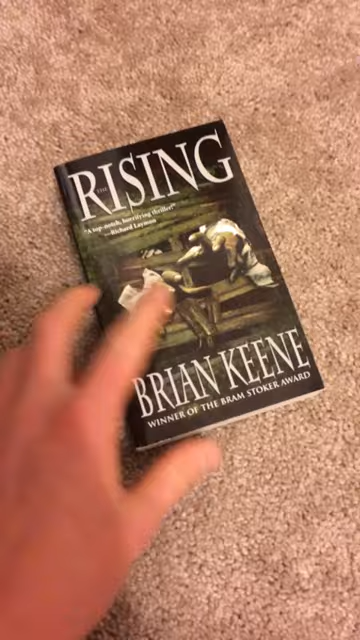 THE
RISING
"A top-notch, horrifying thriller!"
—Richard Laymon
BRIAN KEENE
WINNER OF THE BRAM STOKER AWARD